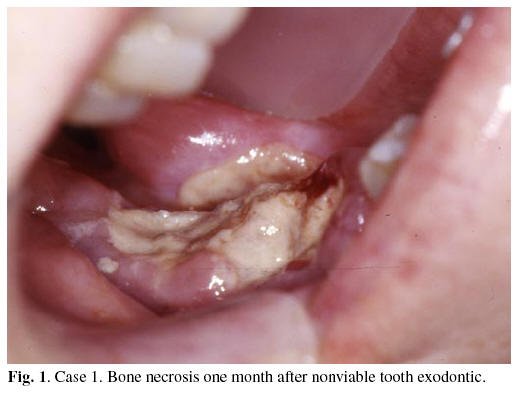 Fig. 1. Case 1. Bone necrosis one month after nonviable tooth exodontic.